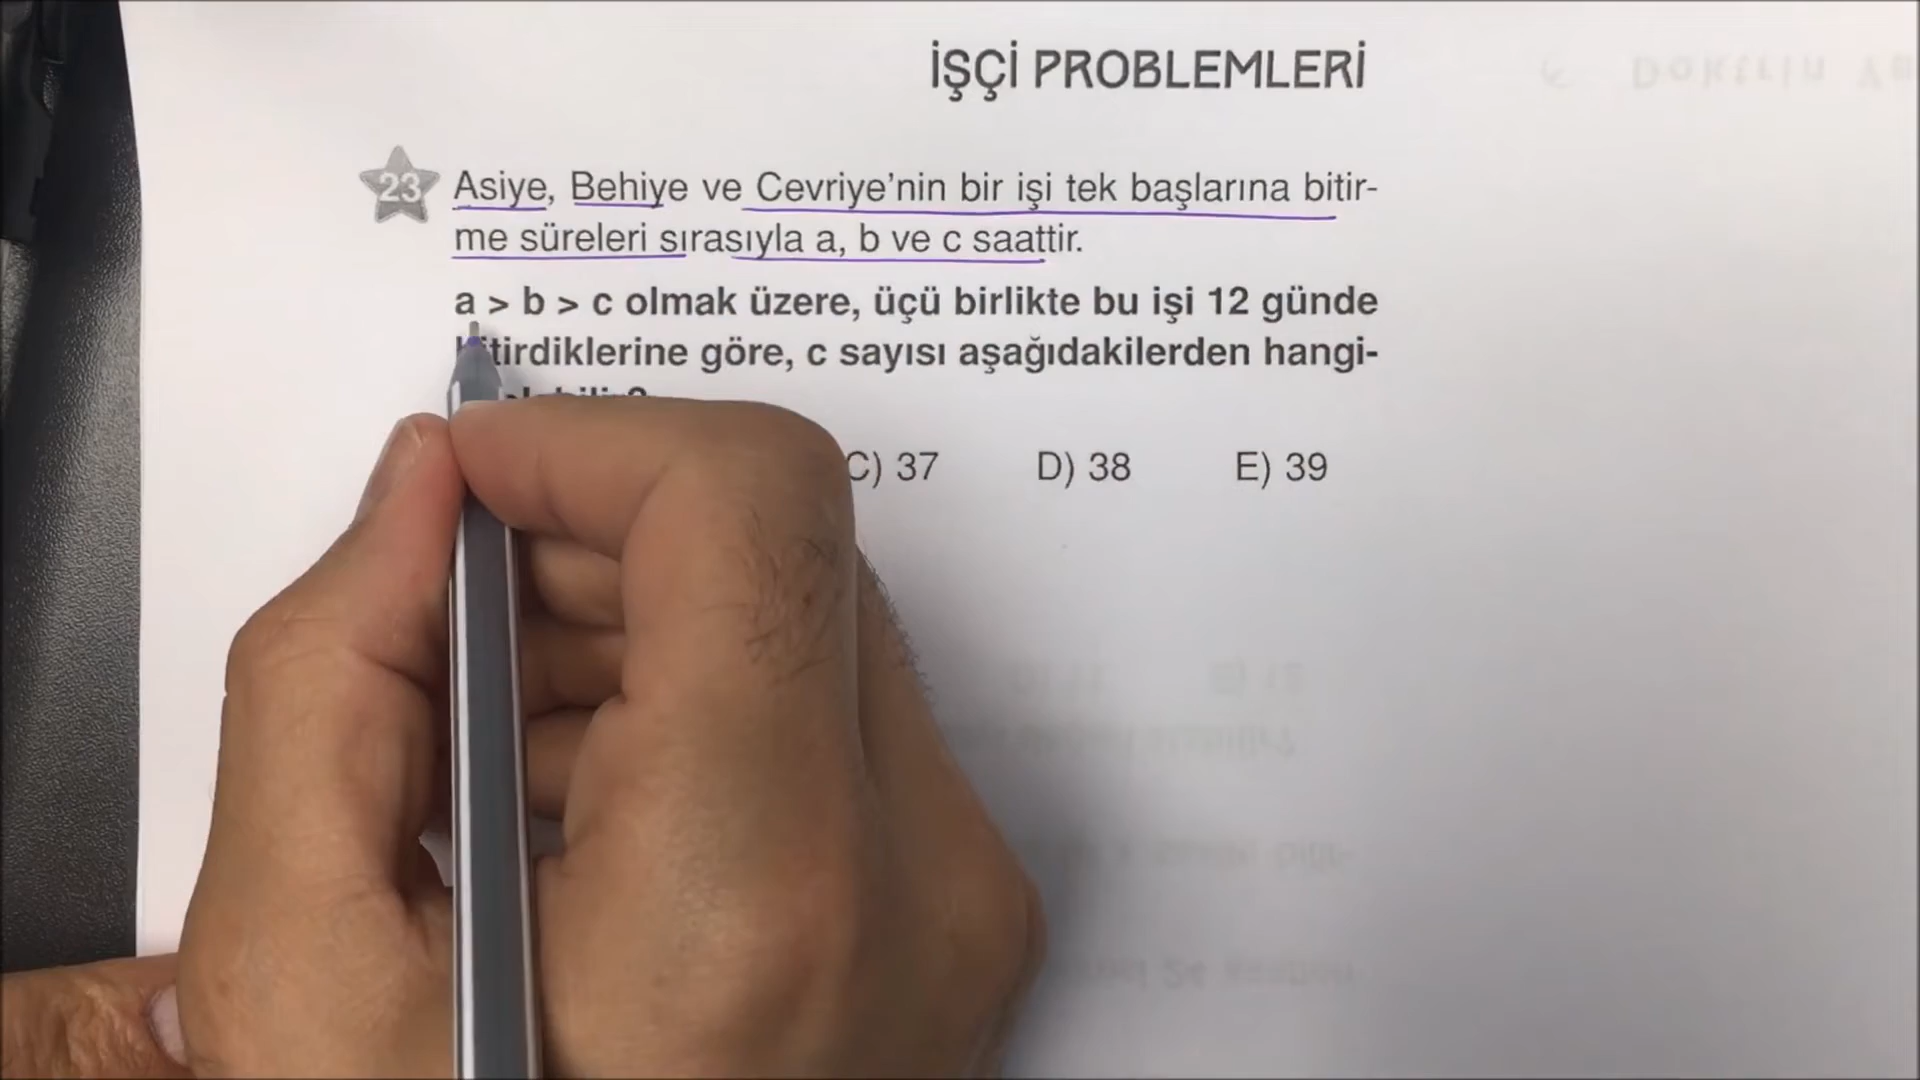 İŞÇİ PROBLEMLERİ
23 Asiye, Behiye ve Cevriye'nin bir işi tek başlarına bitir-
me süreleri sırasıyla a, b ve c saattir.
a > b > c olmak üzere, üçü birlikte bu işi 12 günde
bitirdiklerine göre, c sayısı aşağıdakilerden hangi-
C) 37 D) 38 E) 39